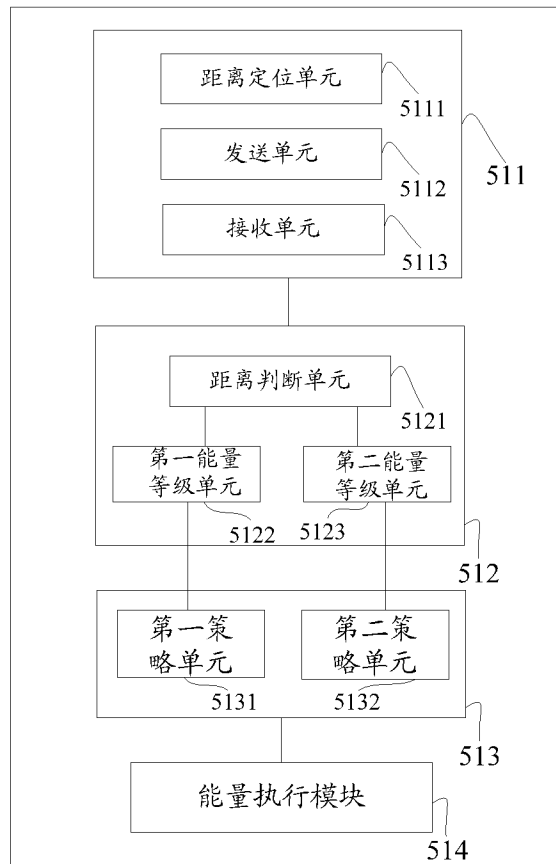 距离定位单元
5111
发送单元
5112
511
接收单元
5113
距离判断单元
5121
第一能量
等级单元
第二能量
等级单元
5122
5123
512
第一策
略单元
第二策
略单元
5131
5132
513
能量执行模块
514